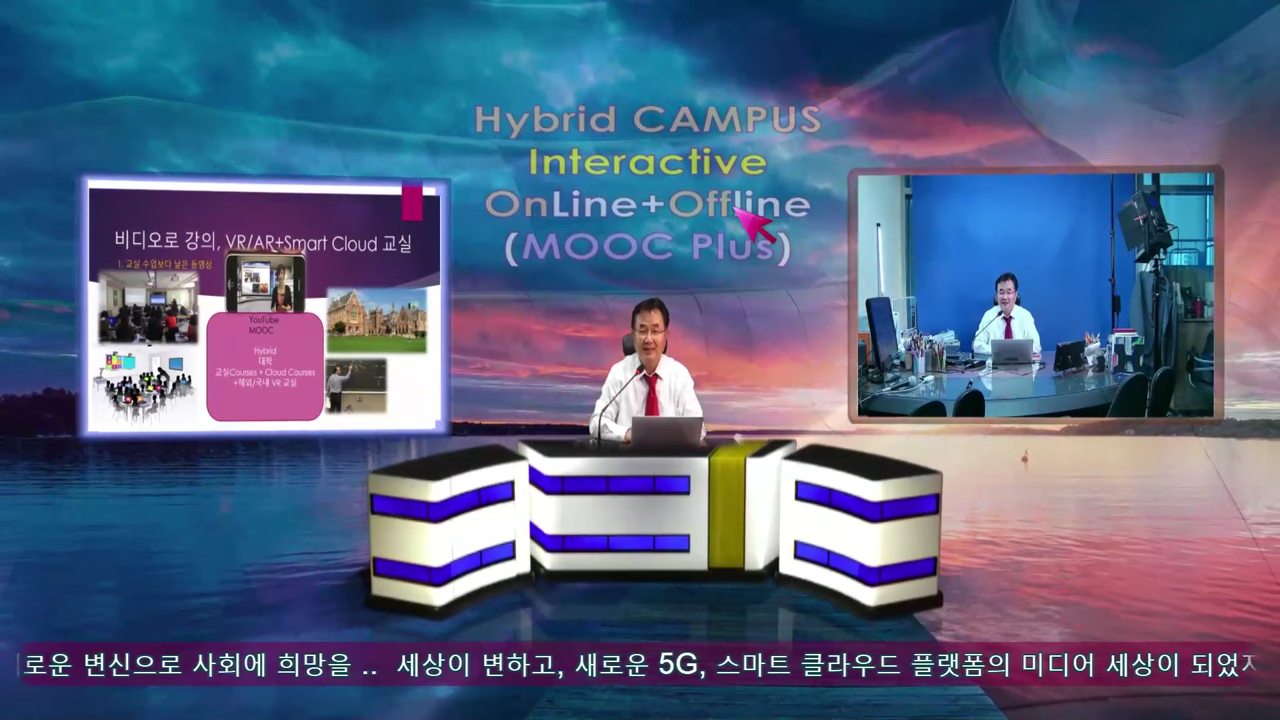 Hybrid CAMPUS
Interactive
OnLine+Offline
(MOOC Plus)
비디오로 강의, VR/AR+Smart Cloud 교실
1. 교실 수업보다 낳은 동영상
YouTube
MOOC
Hybrid
대학
교실Courses + Cloud Courses
+해외/국내 VR 교실
로운 변신으로 사회에 희망을 .. 세상이 변하고, 새로운 5G, 스마트 클라우드 플랫폼의 미디어 세상이 되었